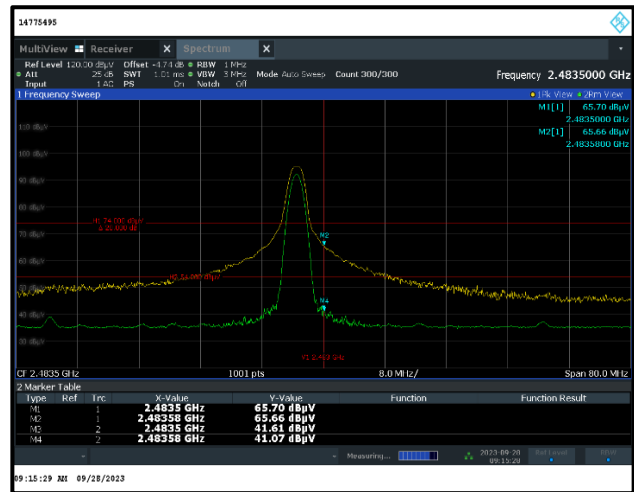 14775495
MultiView Receiver X Spectrum X
Ref Level 120.00 dBµV Offset -4.74 dB RBW 1 MHz
Att 25 dB SWT 1.01 ms VBW 3 MHz Mode Auto Sweep Count 300/300 Frequency 2.4835000 GHz
Input 1 AC PS On Notch Off
1 Frequency Sweep 1Pk View 2Rm View
M1[1] 65.70 dBµV
2.4835000 GHz
M2[1] 65.66 dBµV
2.4835800 GHz
110 dBµV
100 dBµV
90 dBµV
80 dBµV
70 dBµV
M2
60 dBµV
50 dBµV
40 dBµV
M4
30 dBµV
CF 2.4835 GHz 1001 pts 8.0 MHz/ Span 80.0 MHz
2 Marker Table
Type Ref Trc X-Value Y-Value Function Function Result
M1 1 2.4835 GHz 65.70 dBµV
M2 1 2.48358 GHz 65.66 dBµV
M3 2 2.4835 GHz 41.61 dBµV
M4 2 2.48358 GHz 41.07 dBµV
Measuring... 2023-09-28 Ref Level RBW
09:15:20
09:15:29 AM 09/28/2023